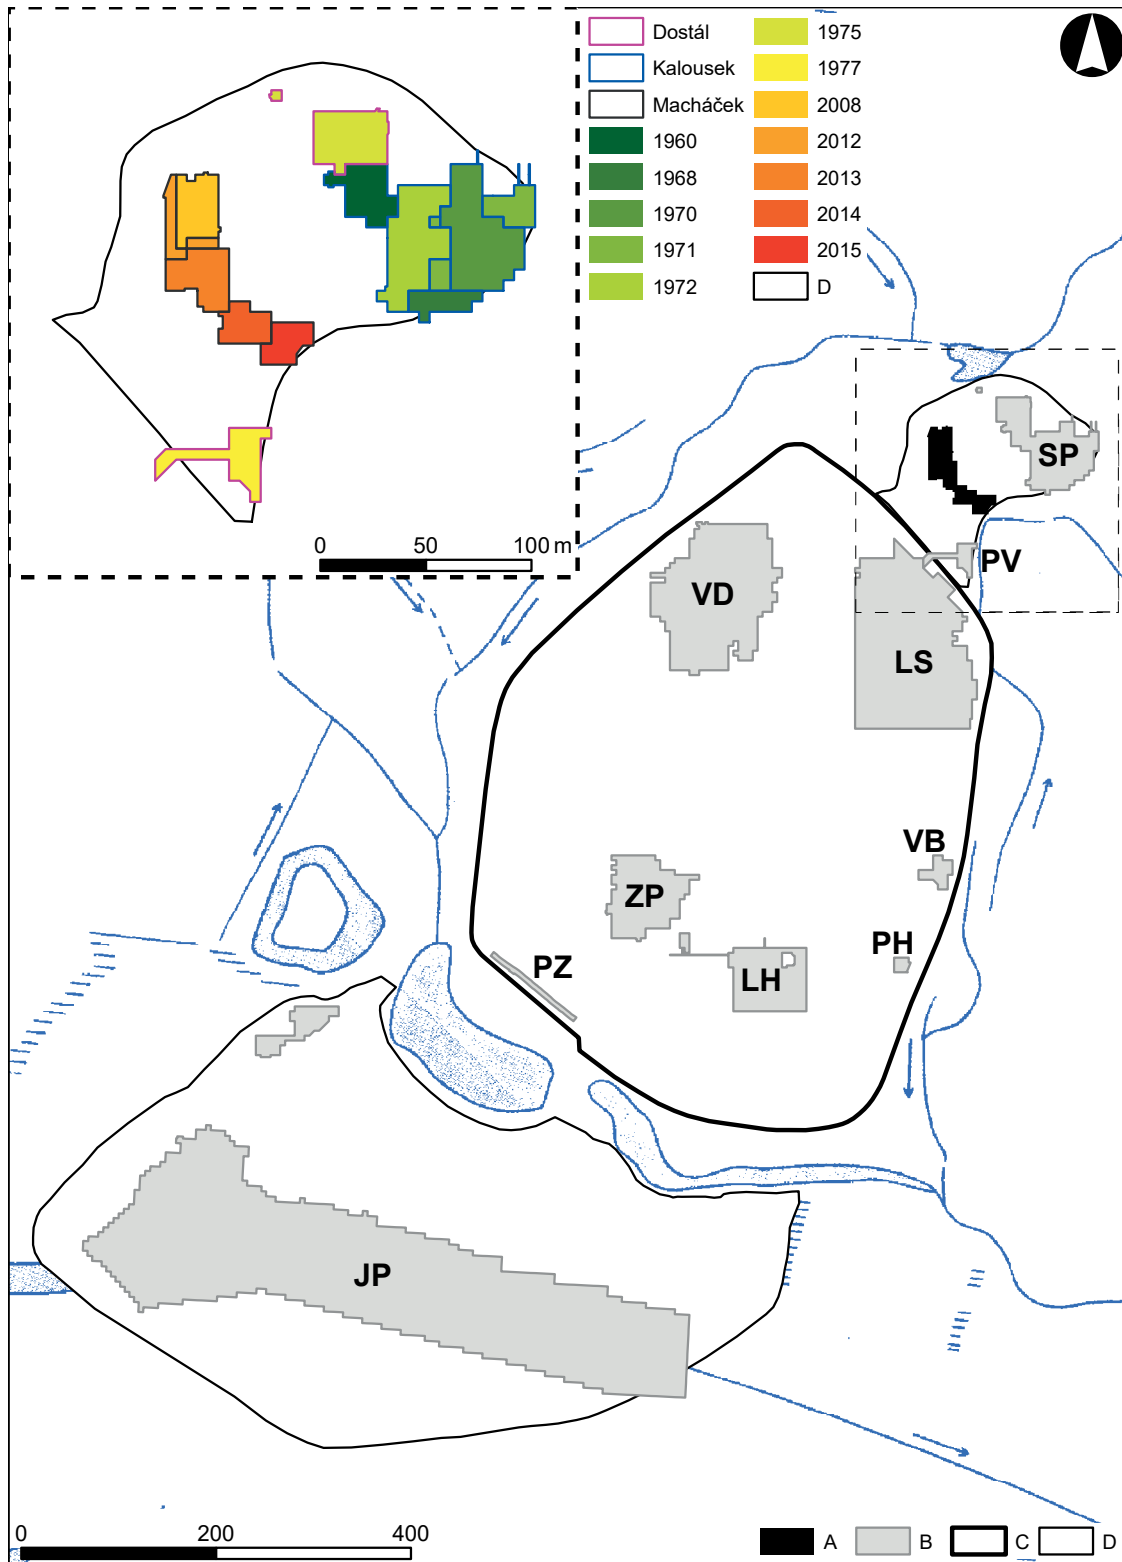 Dostál
Kalousek
Macháček
1960
1968
1970
1971
1972
1975
1977
2008
2012
2013
2014
2015
D
0 50 100 m
SP
PV
VD
LS
VB
ZP
PH
PZ
LH
JP
0 200 400
A B C D